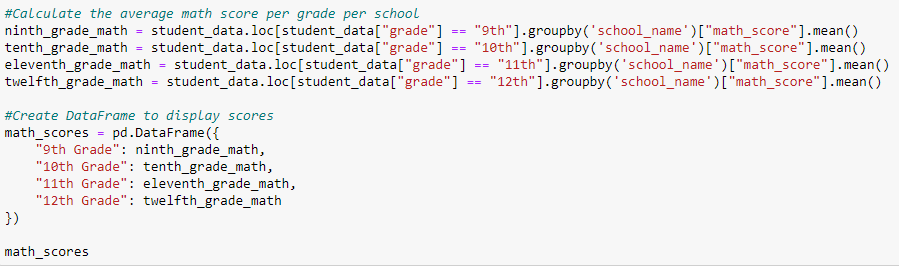 #Calculate the average math score per grade per school
ninth_grade_math = student_data.loc[student_data["grade"] == "9th"].groupby('school_name')["math_score"].mean()
tenth_grade_math = student_data.loc[student_data["grade"] == "10th"].groupby('school_name')["math_score"].mean()
eleventh_grade_math = student_data.loc[student_data["grade"] == "11th"].groupby('school_name')["math_score"].mean()
twelfth_grade_math = student_data.loc[student_data["grade"] == "12th"].groupby('school_name')["math_score"].mean()

#Create DataFrame to display scores
math_scores = pd.DataFrame({
    "9th Grade": ninth_grade_math,
    "10th Grade": tenth_grade_math,
    "11th Grade": eleventh_grade_math,
    "12th Grade": twelfth_grade_math
})

math_scores